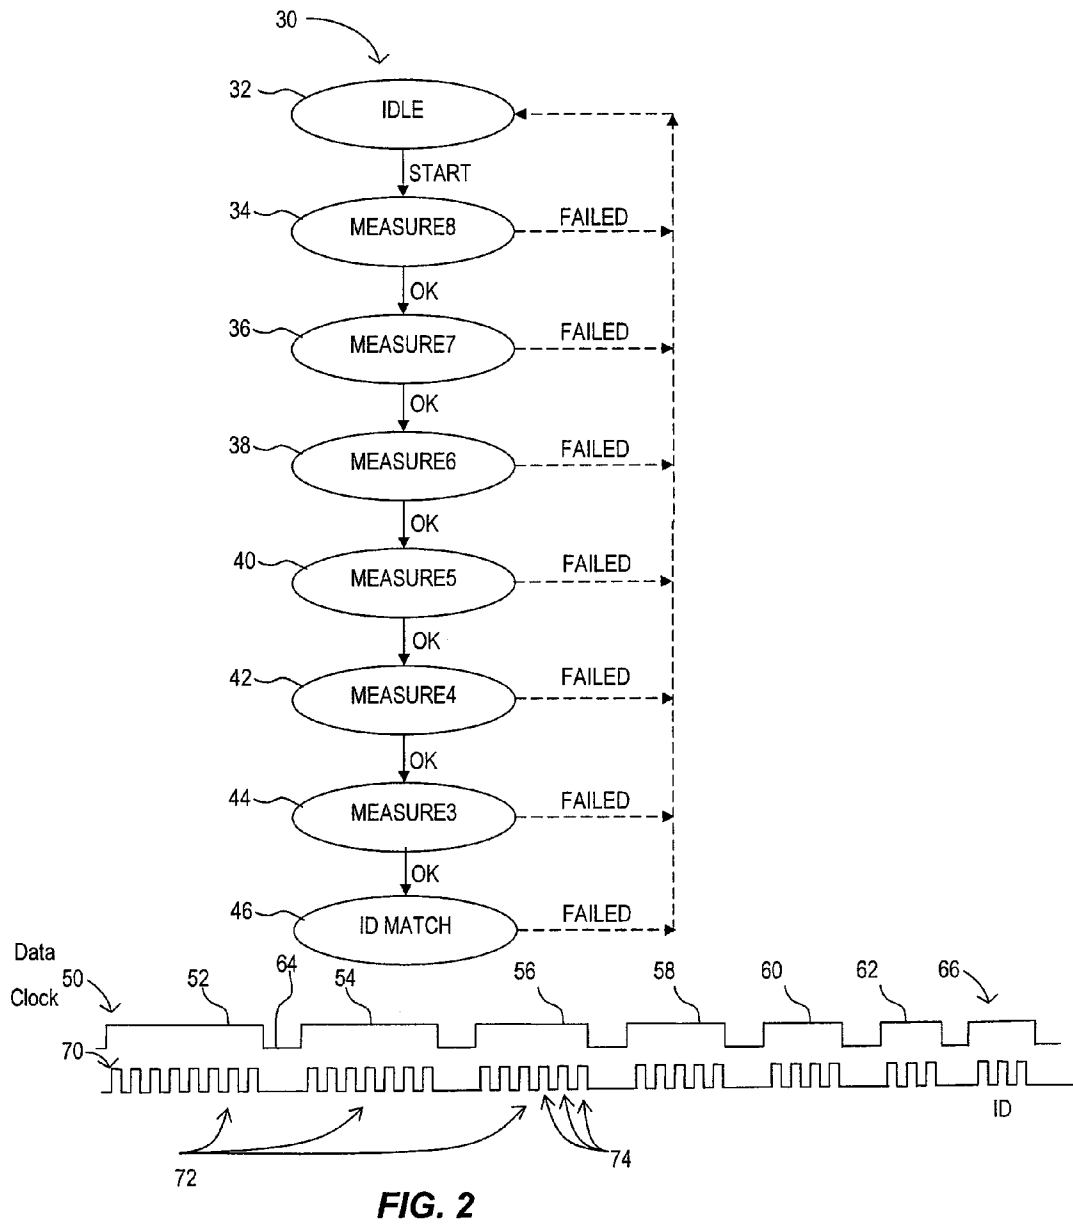 30
32
IDLE
START
34
MEASURE8
FAILED
OK
36
MEASURE7
FAILED
OK
38
MEASURE6
FAILED
OK
40
MEASURE5
FAILED
OK
42
MEASURE4
FAILED
OK
44
MEASURE3
FAILED
OK
46
ID MATCH
FAILED
Data
Clock
50
52
64
54
56
58
60
62
66
70
ID
72
74
FIG. 2